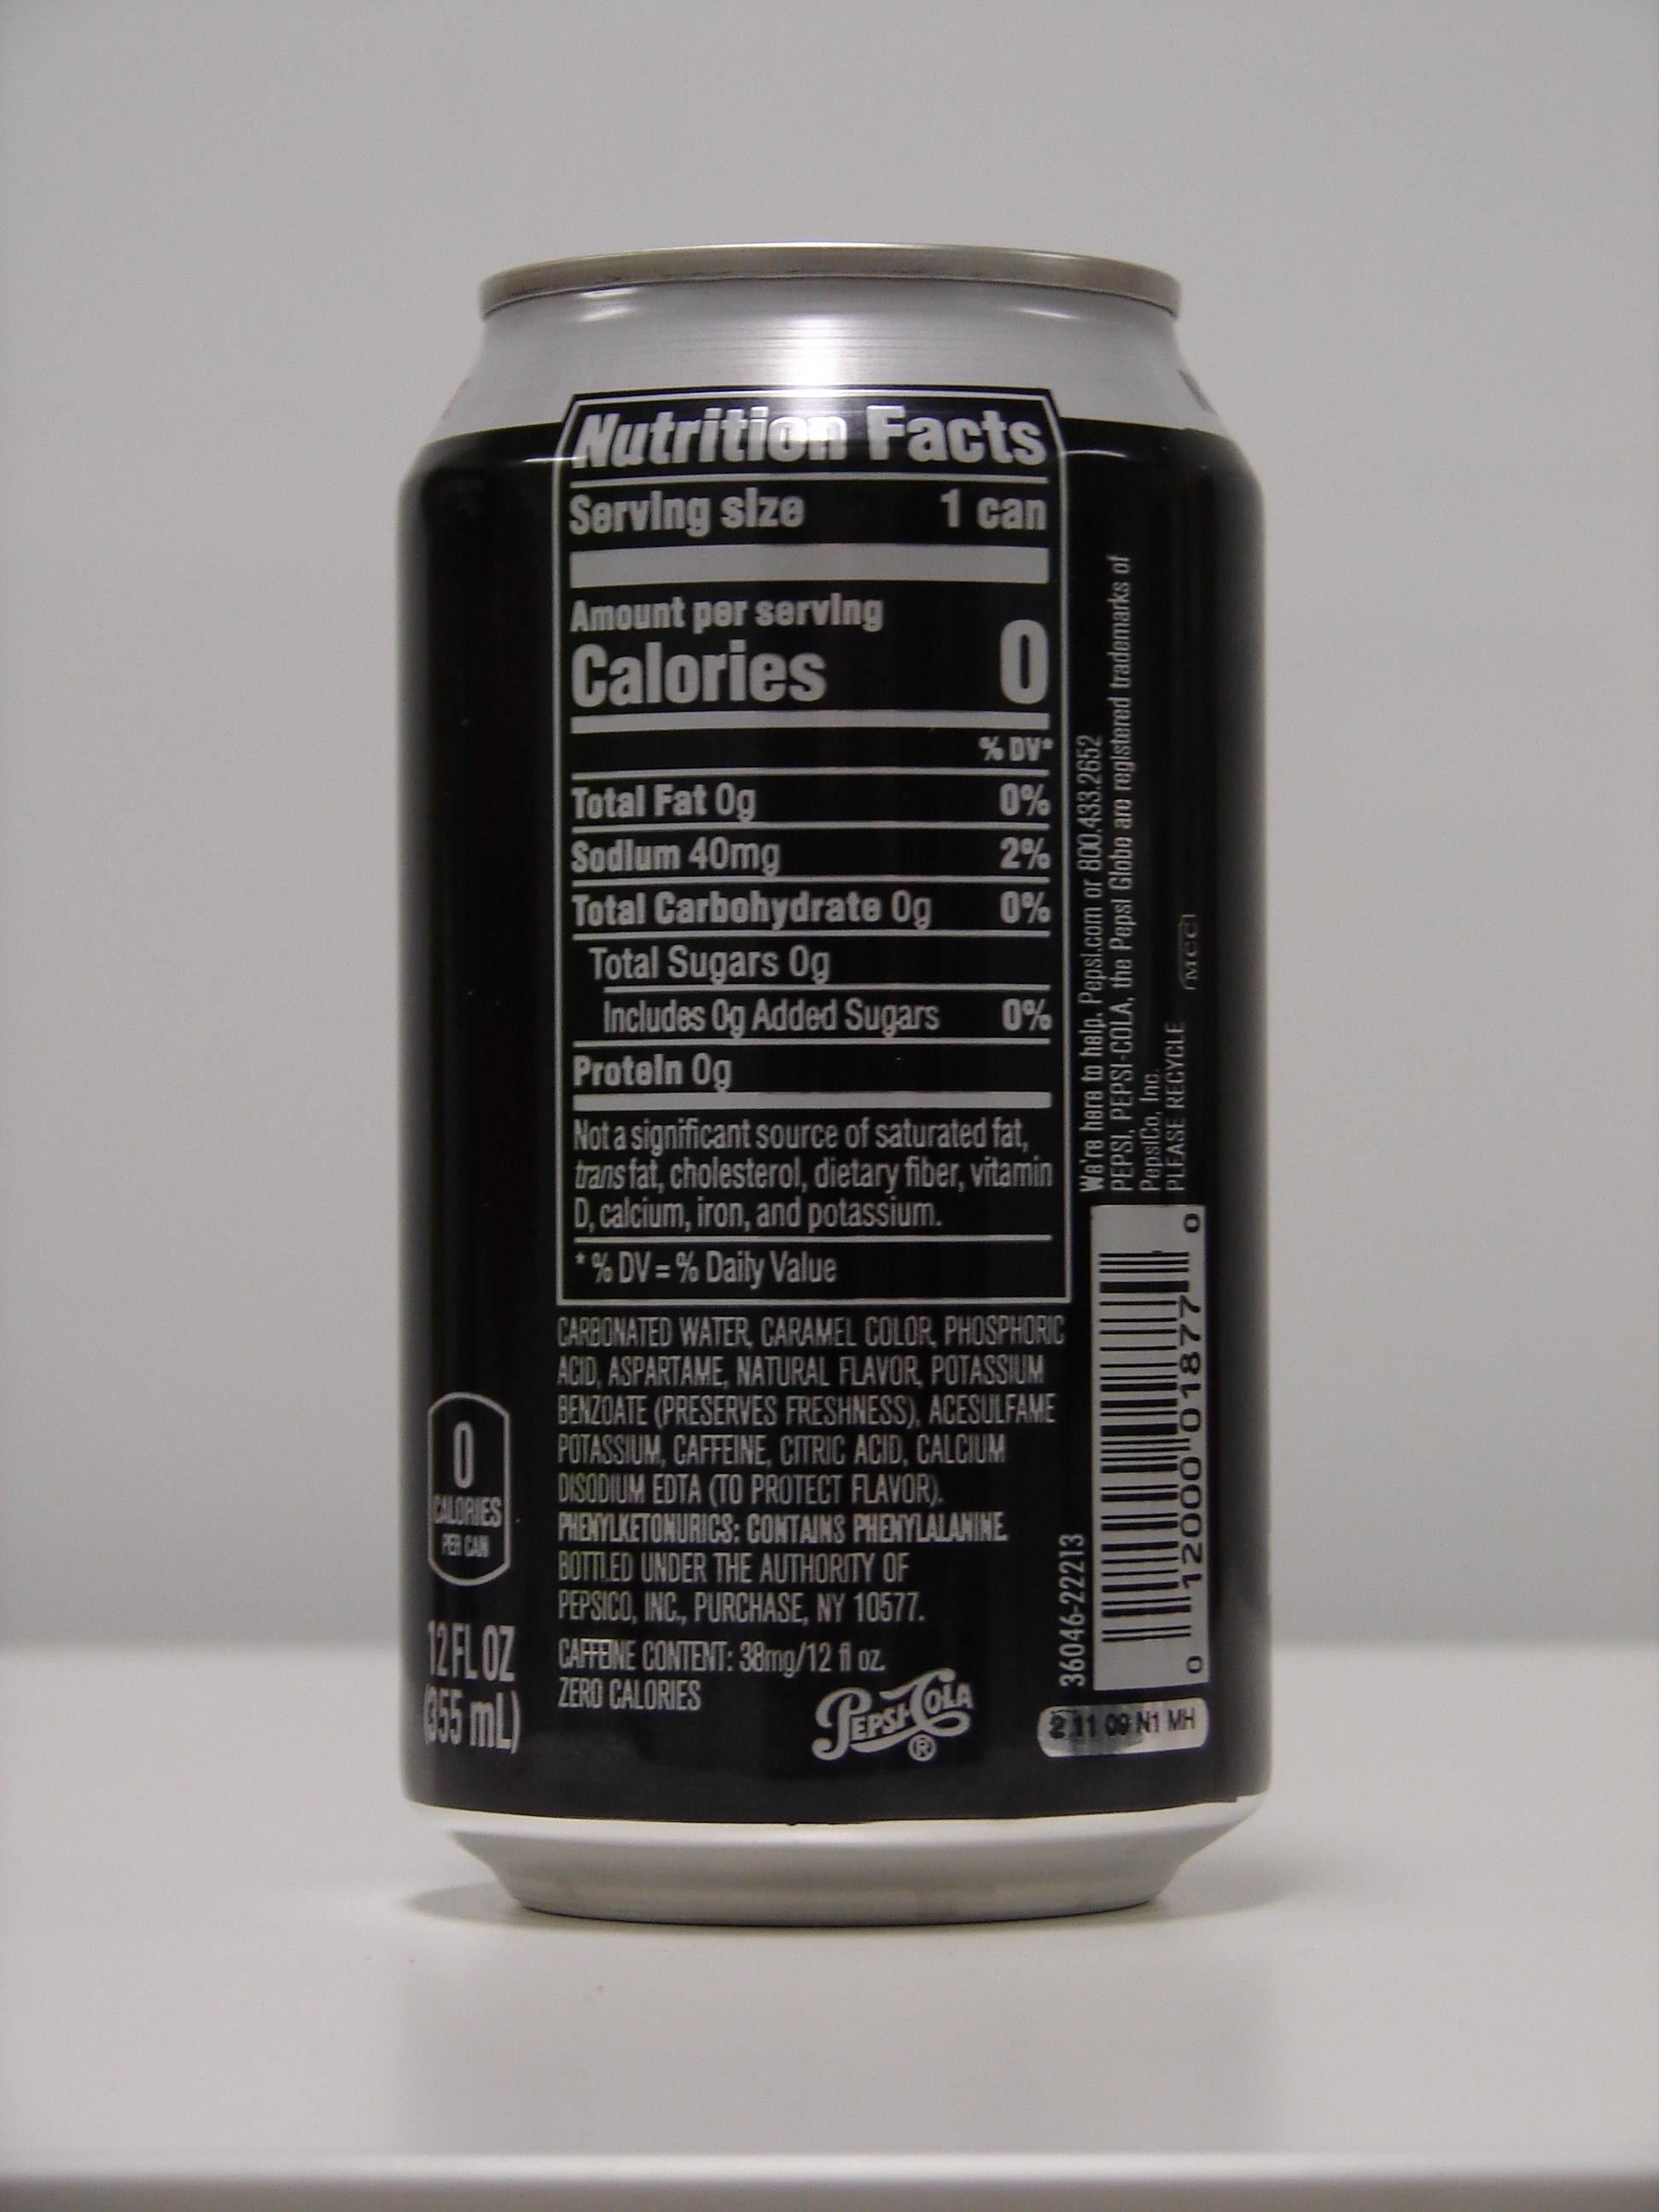 Nutrition Facts
Serving size 1 can
Amount per serving
Calories 0
% DV*
Total Fat 0g 0%
Sodium 40mg 2%
Total Carbohydrate 0g 0%
Total Sugars 0g
Includes 0g Added Sugars 0%
Protein 0g
Not a significant source of saturated fat,
trans fat, cholesterol, dietary fiber, vitamin
D, calcium, iron, and potassium.
* % DV = % Daily Value
CARBONATED WATER, CARAMEL COLOR, PHOSPHORIC
ACID, ASPARTAME, NATURAL FLAVOR, POTASSIUM
BENZOATE (PRESERVES FRESHNESS), ACESULFAME
POTASSIUM, CAFFEINE, CITRIC ACID, CALCIUM
DISODIUM EDTA (TO PROTECT FLAVOR).
PHENYLKETONURICS: CONTAINS PHENYLALANINE.
BOTTLED UNDER THE AUTHORITY OF
PEPSICO, INC., PURCHASE, NY 10577.
CAFFEINE CONTENT: 38mg/12 fl oz.
ZERO CALORIES
PEPSI-COLA
®
0
CALORIES
PER CAN
12 FL OZ
(355 mL)
We're here to help. Pepsi.com or 800.433.2652
PEPSI, PEPSI-COLA, the Pepsi Globe are registered trademarks of
PepsiCo, Inc.
PLEASE RECYCLE MCC
36046-22213
0 12000 01877 0
2 11 09 N1 MH